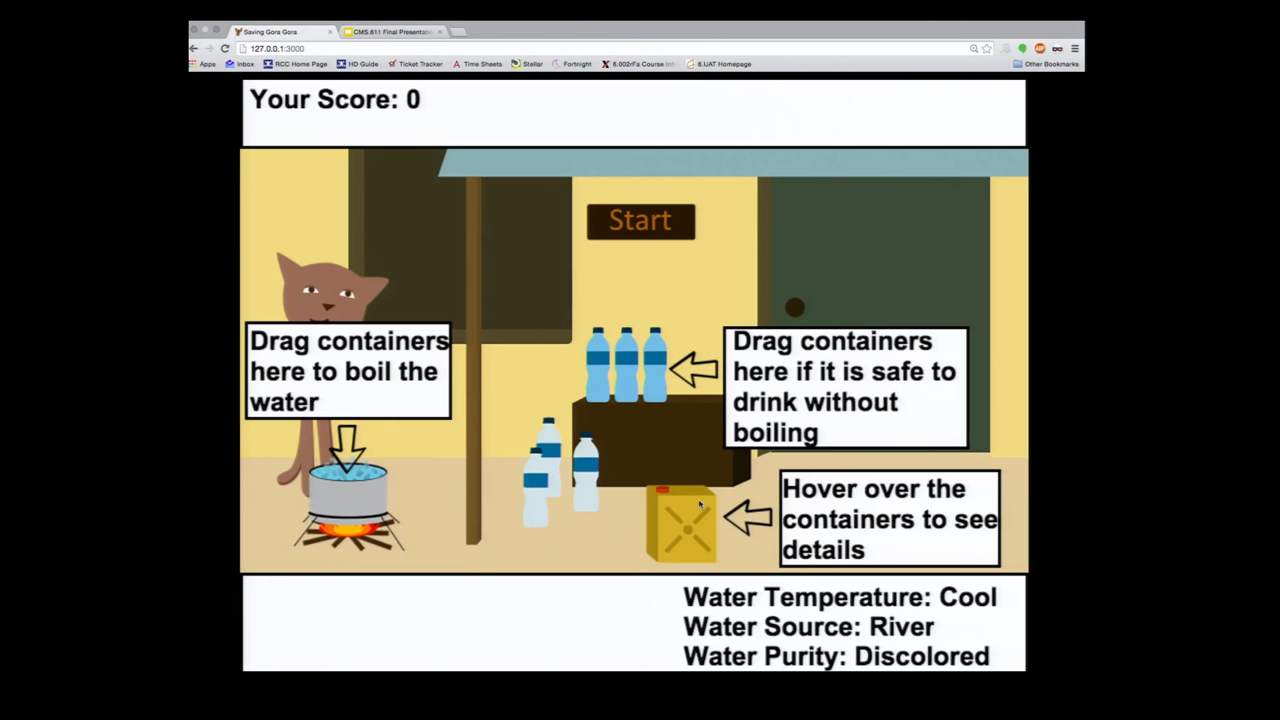 Saving Gora Gora
CMS.611 Final Presentatio
127.0.0.1:3000
Apps Inbox RCC Home Page HD Guide Ticket Tracker Time Sheets Stellar Fortnight 6.002rFa Course Inf 6.UAT Homepage Other Bookmarks
Your Score: 0
Start
Drag containers
here to boil the
water
Drag containers
here if it is safe to
drink without
boiling
Hover over the
containers to see
details
Water Temperature: Cool
Water Source: River
Water Purity: Discolored